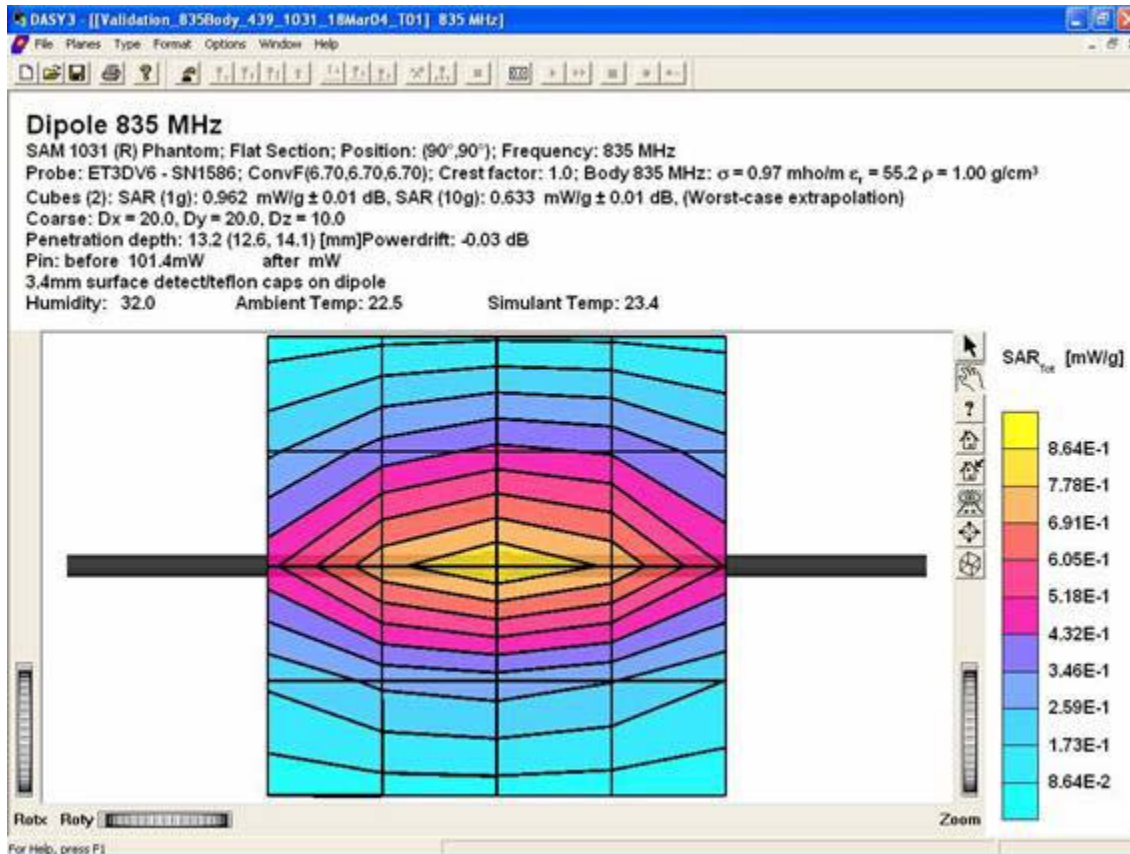 DASY3 - [[Validation_835Body_439_1031_18Mar04_T01] 835 MHz]
File Planes Type Format Options Window Help
Dipole 835 MHz
SAM 1031 (R) Phantom; Flat Section; Position: (90°,90°); Frequency: 835 MHz
Probe: ET3DV6 - SN1586; ConvF(6.70,6.70,6.70); Crest factor: 1.0; Body 835 MHz: σ = 0.97 mho/m εr = 55.2 ρ = 1.00 g/cm³
Cubes (2): SAR (1g): 0.962 mW/g ± 0.01 dB, SAR (10g): 0.633 mW/g ± 0.01 dB, (Worst-case extrapolation)
Coarse: Dx = 20.0, Dy = 20.0, Dz = 10.0
Penetration depth: 13.2 (12.6, 14.1) [mm]Powerdrift: -0.03 dB
Pin: before 101.4mW after mW
3.4mm surface detect/teflon caps on dipole
Humidity: 32.0 Ambient Temp: 22.5 Simulant Temp: 23.4
SARTot [mW/g]
8.64E-1
7.78E-1
6.91E-1
6.05E-1
5.18E-1
4.32E-1
3.46E-1
2.59E-1
1.73E-1
8.64E-2
Rotx Roty Zoom
For Help, press F1